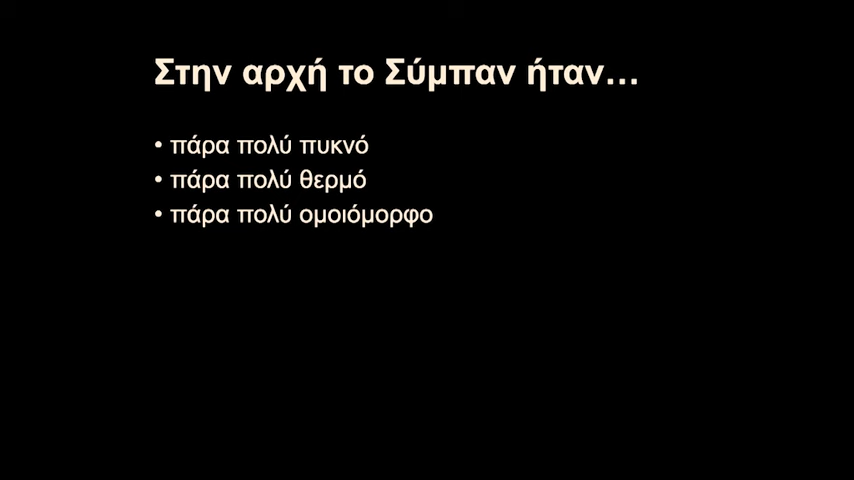 Στην αρχή το Σύμπαν ήταν…
• πάρα πολύ πυκνό
• πάρα πολύ θερμό
• πάρα πολύ ομοιόμορφο